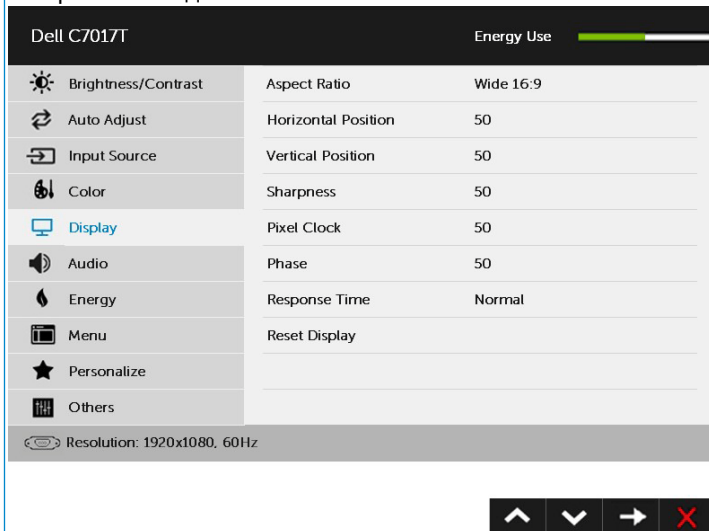 Dell C7017T Energy Use
Brightness/Contrast Aspect Ratio Wide 16:9
Auto Adjust Horizontal Position 50
Input Source Vertical Position 50
Color Sharpness 50
Display Pixel Clock 50
Audio Phase 50
Energy Response Time Normal
Menu Reset Display
Personalize
Others
Resolution: 1920x1080, 60Hz